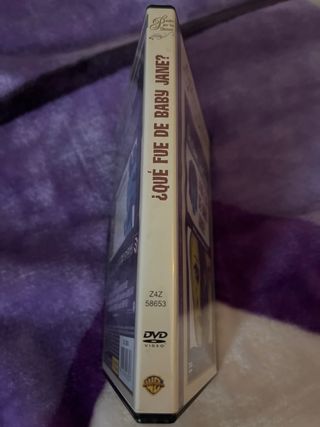 ¿QUÉ FUE DE BABY JANE?
Z4Z
58653
DVD
VIDEO